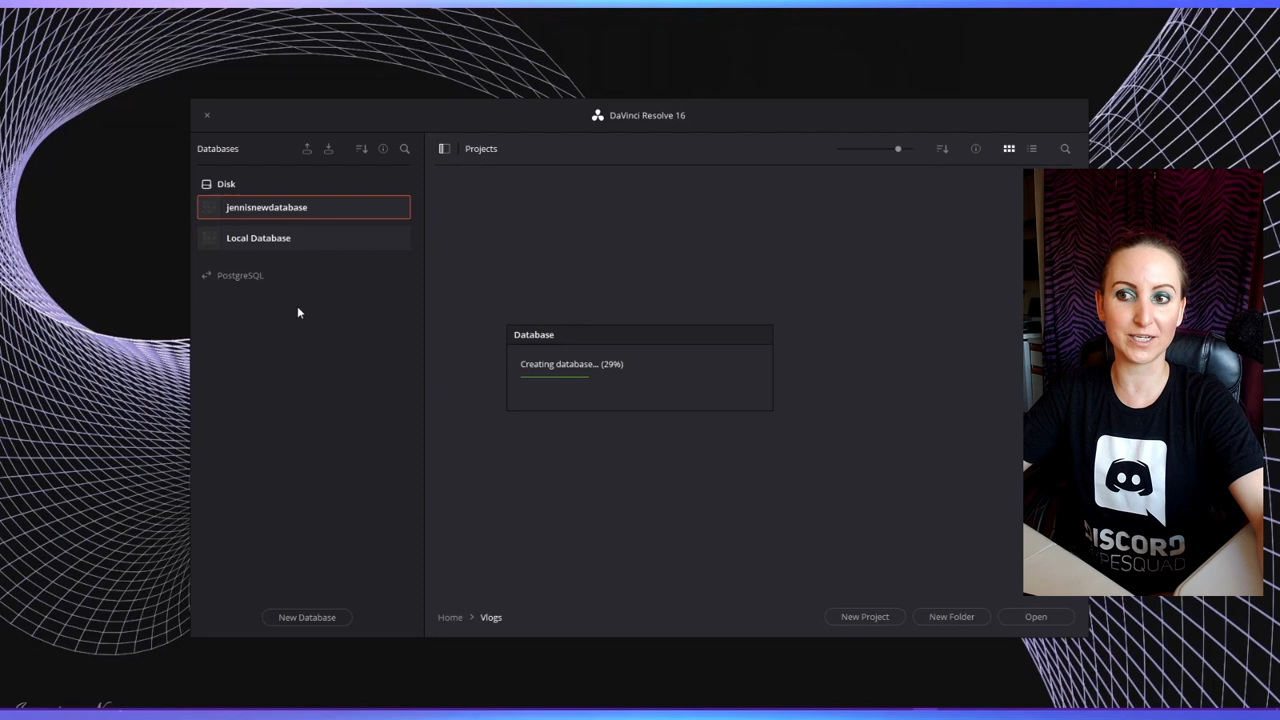 DaVinci Resolve 16
Databases
Projects
Disk
jennisnewdatabase
Local Database
PostgreSQL
Database
Creating database... (29%)
DISCORD
YPESQUAD
New Database
Home > Vlogs
New Project
New Folder
Open